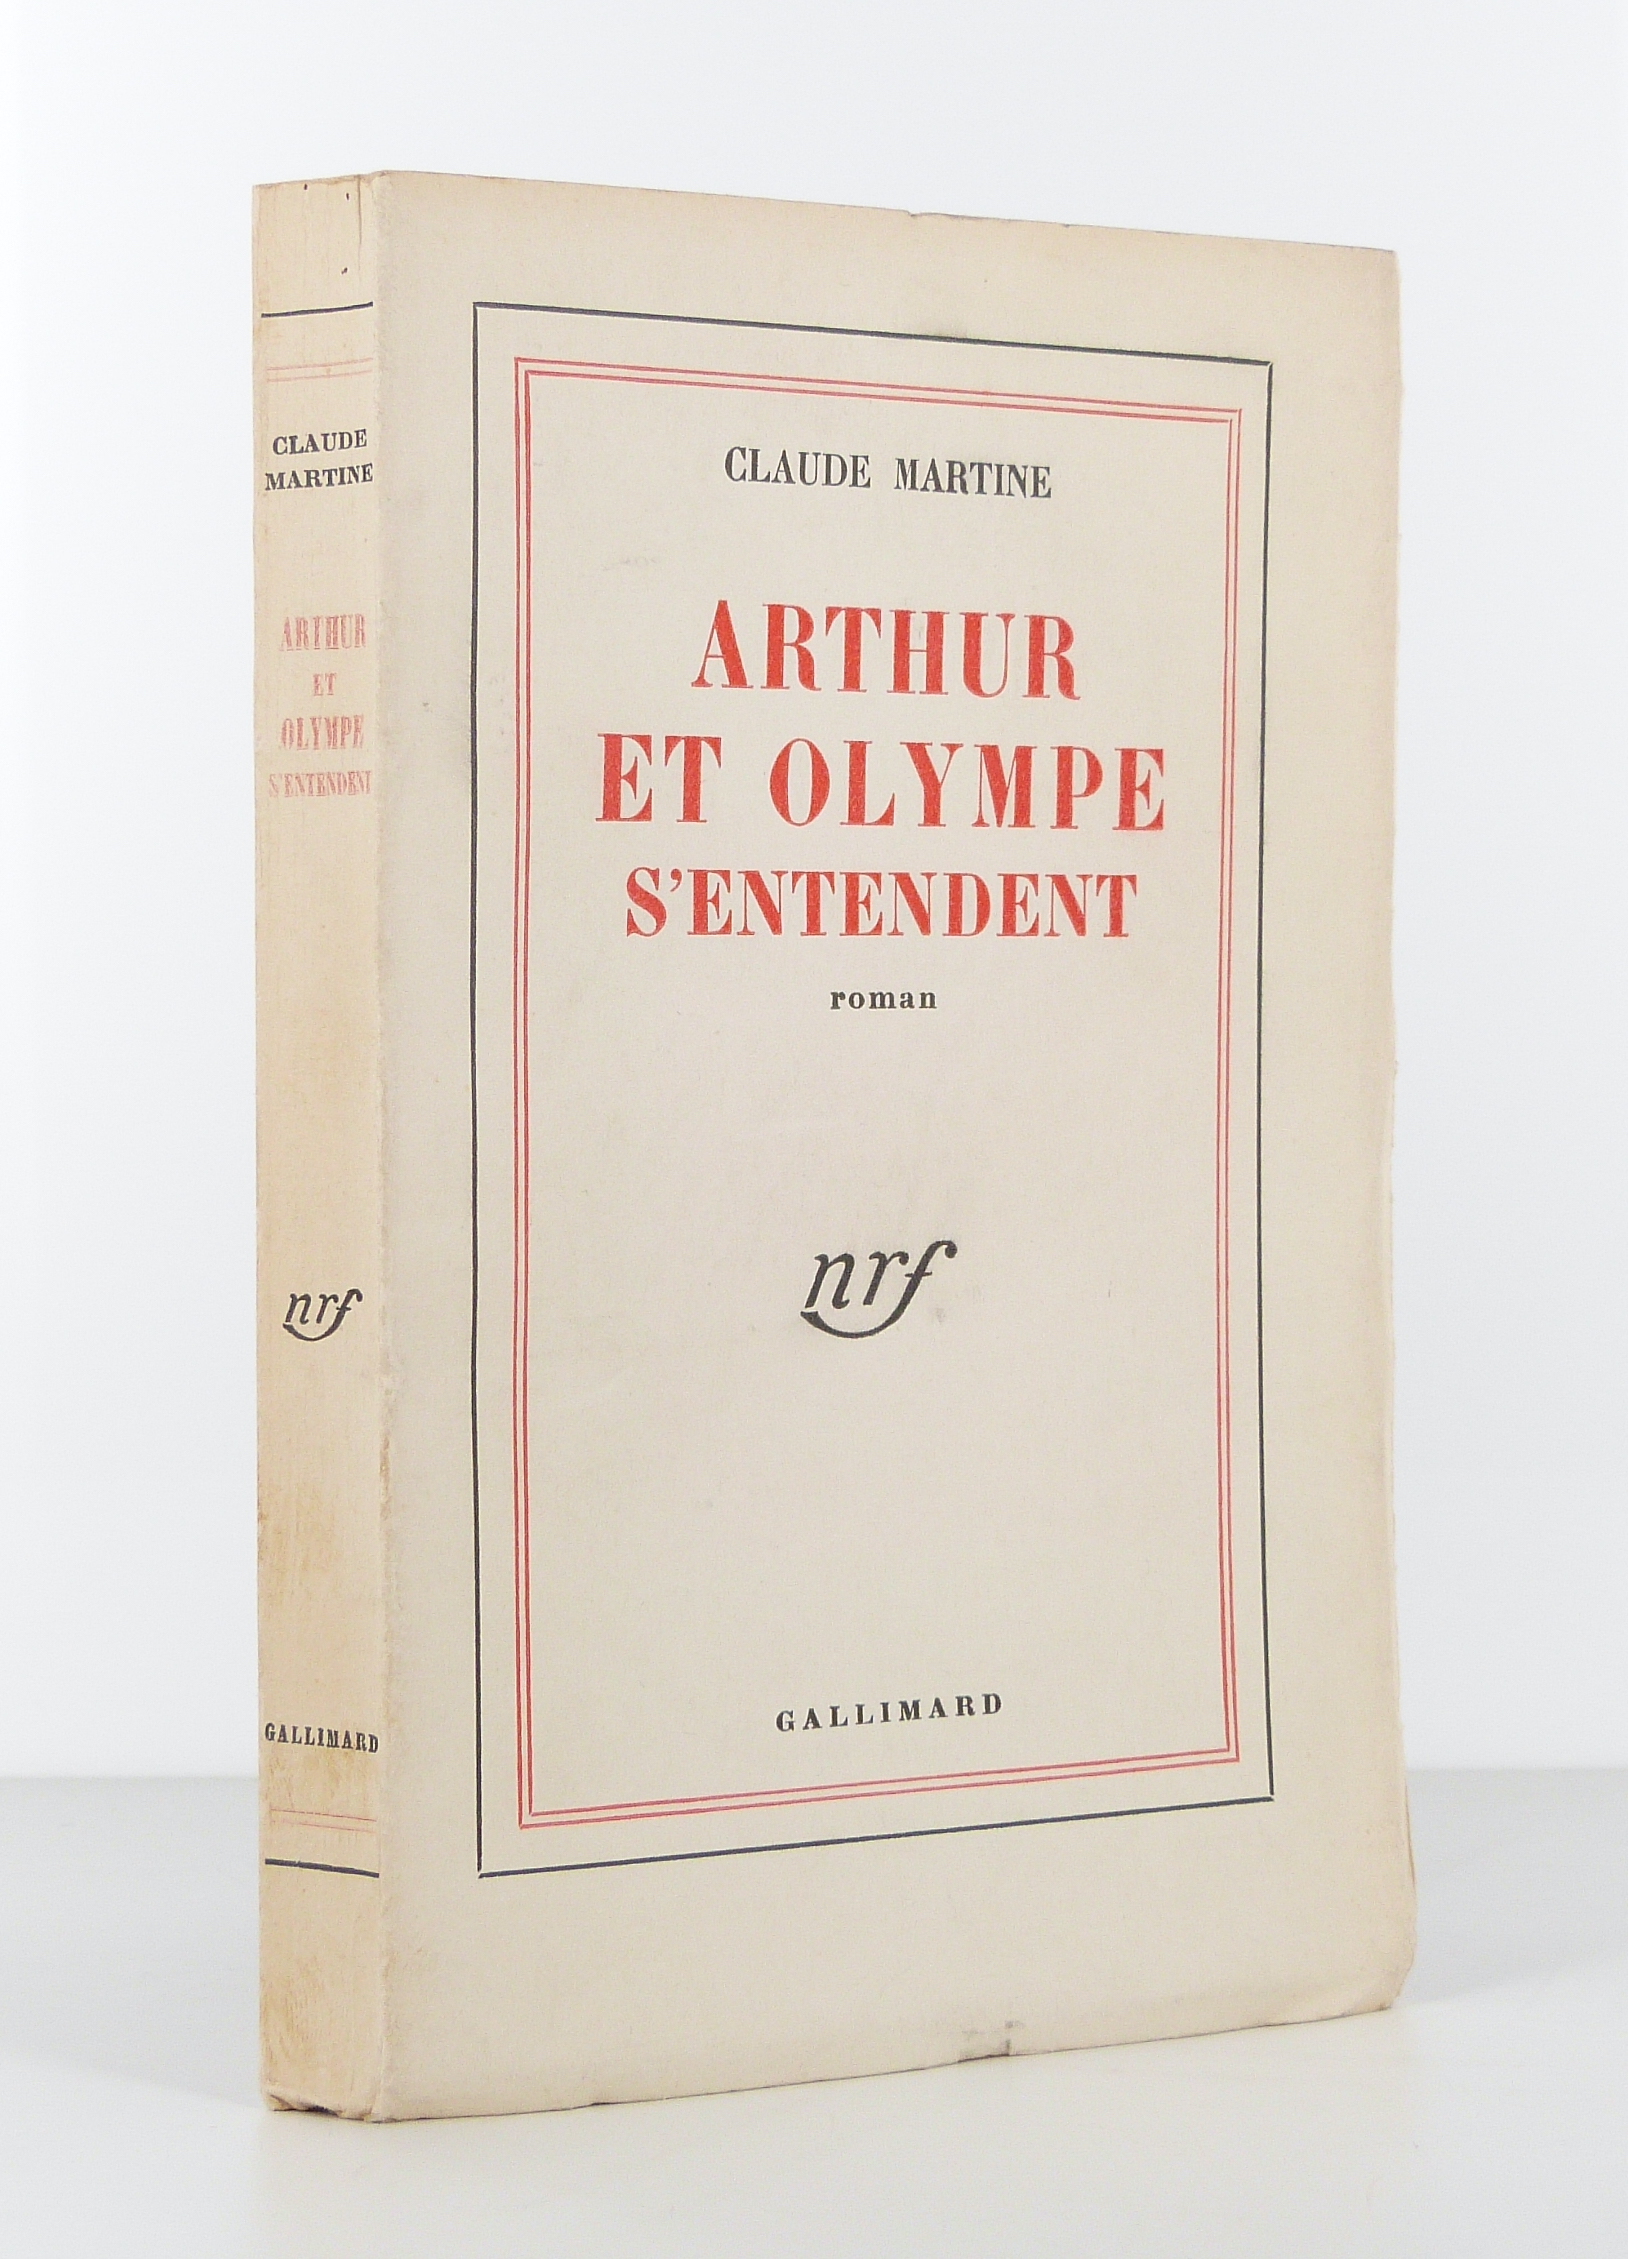 CLAUDE
MARTINE
ARTHUR
ET
OLYMPE
S'ENTENDENT
nrf
GALLIMARD
CLAUDE MARTINE
ARTHUR
ET OLYMPE
S'ENTENDENT
roman
nrf
GALLIMARD